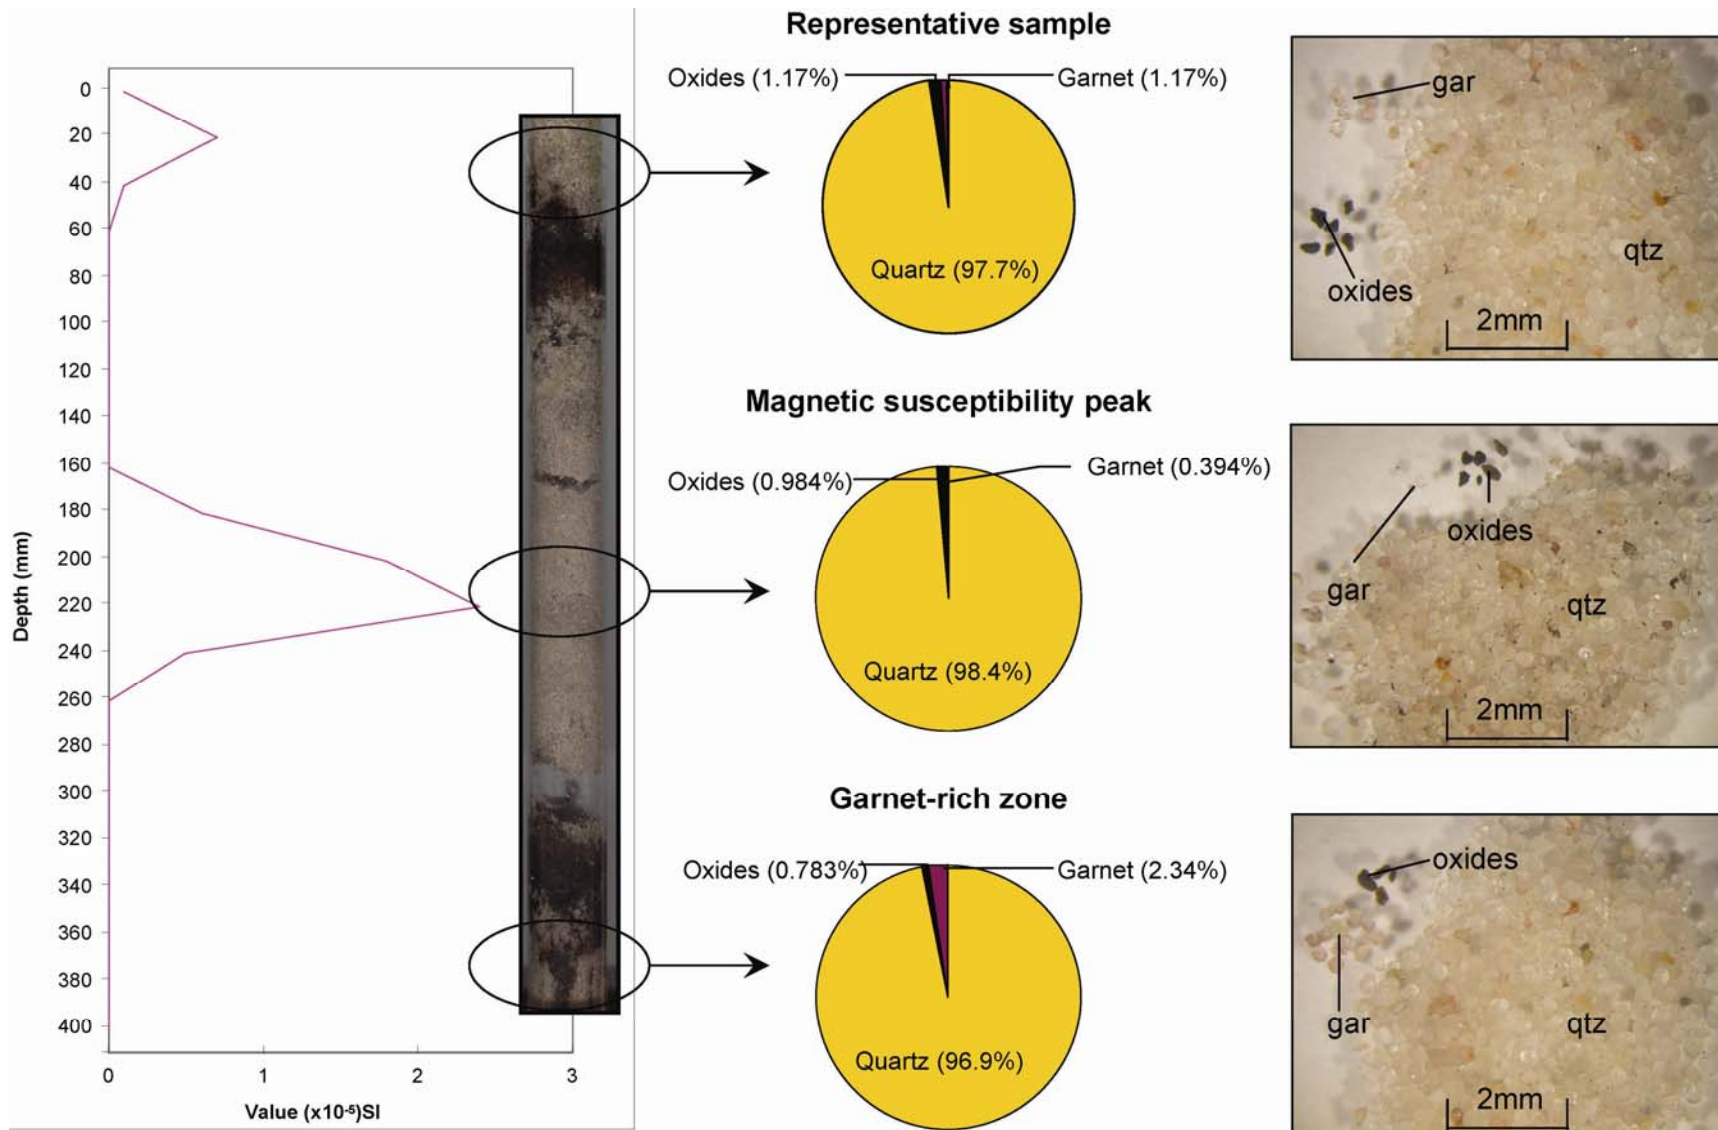 Representative sample
Oxides (1.17%)
Garnet (1.17%)
Quartz (97.7%)
gar
oxides
qtz
2mm
Magnetic susceptibility peak
Oxides (0.984%)
Garnet (0.394%)
Quartz (98.4%)
oxides
gar
qtz
2mm
Garnet-rich zone
Oxides (0.783%)
Garnet (2.34%)
Quartz (96.9%)
oxides
gar
qtz
2mm
Depth (mm)
0
20
40
60
80
100
120
140
160
180
200
220
240
260
280
300
320
340
360
380
400
0 1 2 3
Value (x10⁻⁵)SI